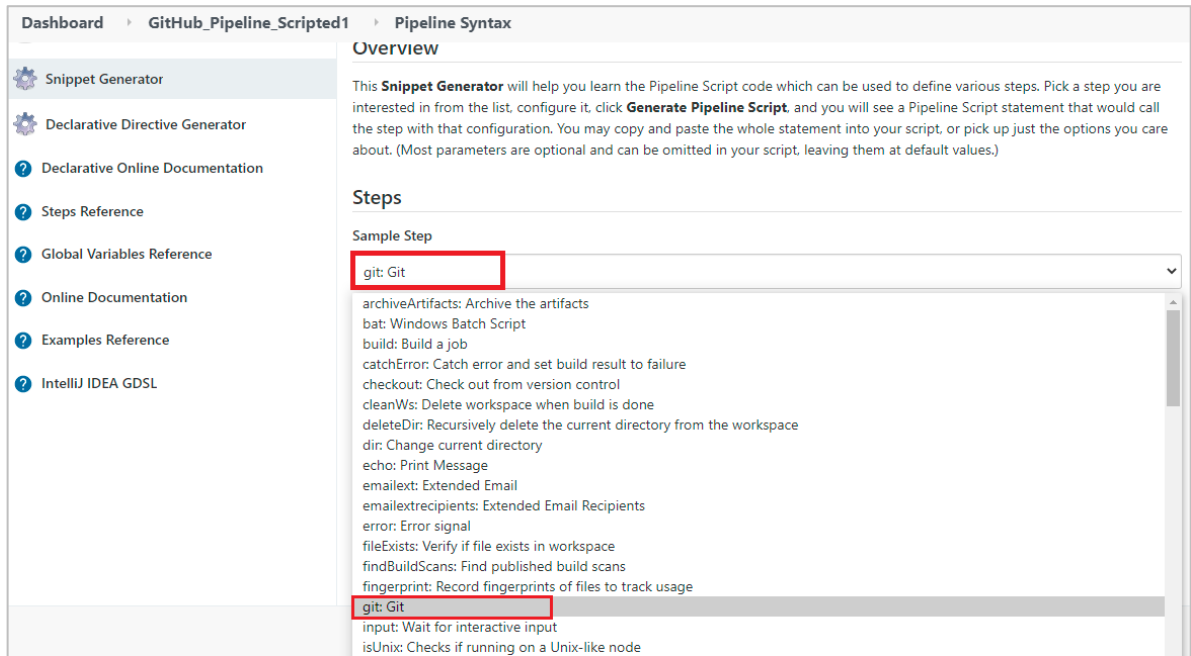 Dashboard > GitHub_Pipeline_Scripted1 > Pipeline Syntax
Snippet Generator
Declarative Directive Generator
Declarative Online Documentation
Steps Reference
Global Variables Reference
Online Documentation
Examples Reference
IntelliJ IDEA GDSL
Overview
This Snippet Generator will help you learn the Pipeline Script code which can be used to define various steps. Pick a step you are
interested in from the list, configure it, click Generate Pipeline Script, and you will see a Pipeline Script statement that would call
the step with that configuration. You may copy and paste the whole statement into your script, or pick up just the options you care
about. (Most parameters are optional and can be omitted in your script, leaving them at default values.)
Steps
Sample Step
git: Git
archiveArtifacts: Archive the artifacts
bat: Windows Batch Script
build: Build a job
catchError: Catch error and set build result to failure
checkout: Check out from version control
cleanWs: Delete workspace when build is done
deleteDir: Recursively delete the current directory from the workspace
dir: Change current directory
echo: Print Message
emailext: Extended Email
emailextrecipients: Extended Email Recipients
error: Error signal
fileExists: Verify if file exists in workspace
findBuildScans: Find published build scans
fingerprint: Record fingerprints of files to track usage
git: Git
input: Wait for interactive input
isUnix: Checks if running on a Unix-like node